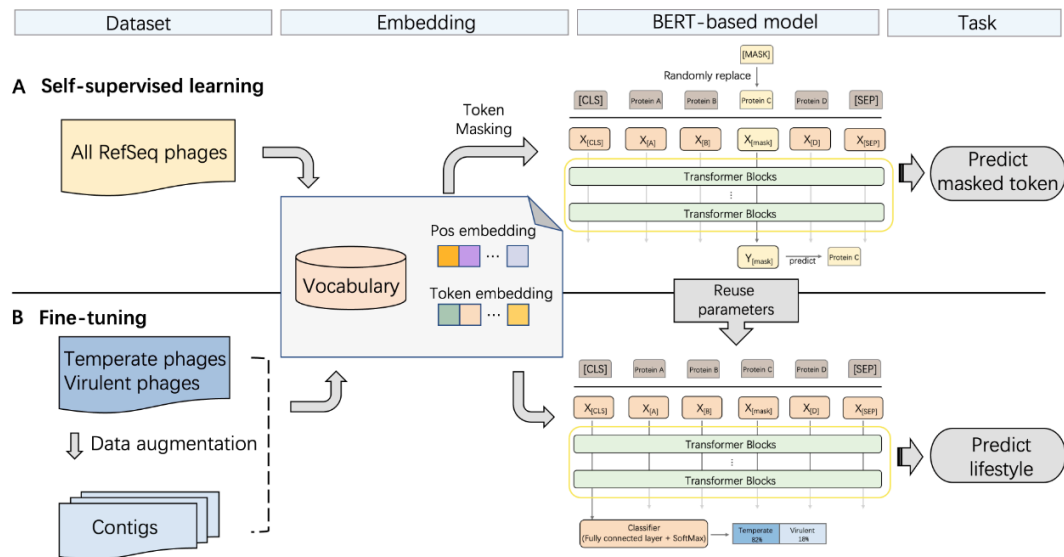 Dataset
Embedding
BERT-based model
Task
A Self-supervised learning
All RefSeq phages
Token
Masking
[MASK]
Randomly replace
[CLS] Protein A Protein B Protein C Protein D [SEP]
X[CLS] X[A] X[B] X[mask] X[D] X[SEP]
Transformer Blocks
⋮
Transformer Blocks
Y[mask] predict Protein C
Predict
masked token
Vocabulary
Pos embedding
...
Token embedding
...
Reuse
parameters
B Fine-tuning
Temperate phages
Virulent phages
Data augmentation
Contigs
[CLS] Protein A Protein B Protein C Protein D [SEP]
X[CLS] X[A] X[B] X[mask] X[D] X[SEP]
Transformer Blocks
⋮
Transformer Blocks
Classifier
(Fully connected layer + SoftMax)
Temperate Virulent
82% 18%
Predict
lifestyle